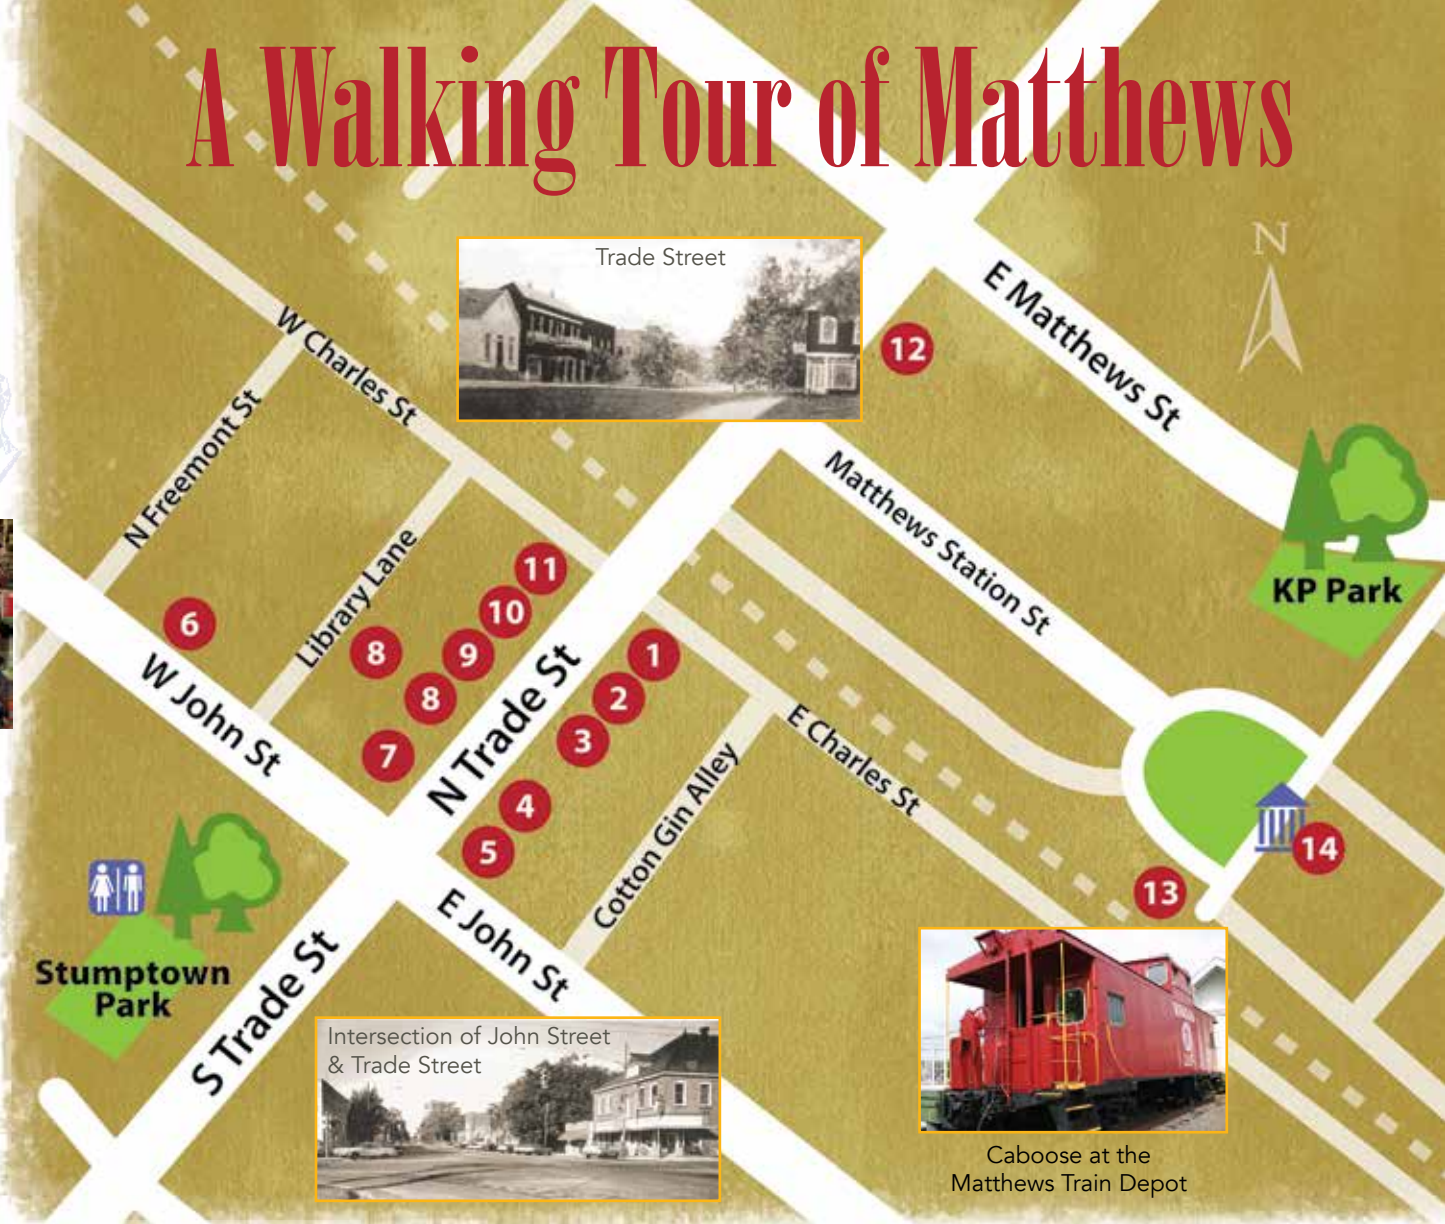 A Walking Tour of Matthews
N
Trade Street
E Matthews St
12
W Charles St
N Freemont St
Matthews Station St
KP Park
Library Lane
11
10
9
8
8
7
6
W John St
N Trade St
1
2
3
4
5
E Charles St
Cotton Gin Alley
14
13
E John St
Stumptown
Park
S Trade St
Intersection of John Street
& Trade Street
Caboose at the
Matthews Train Depot